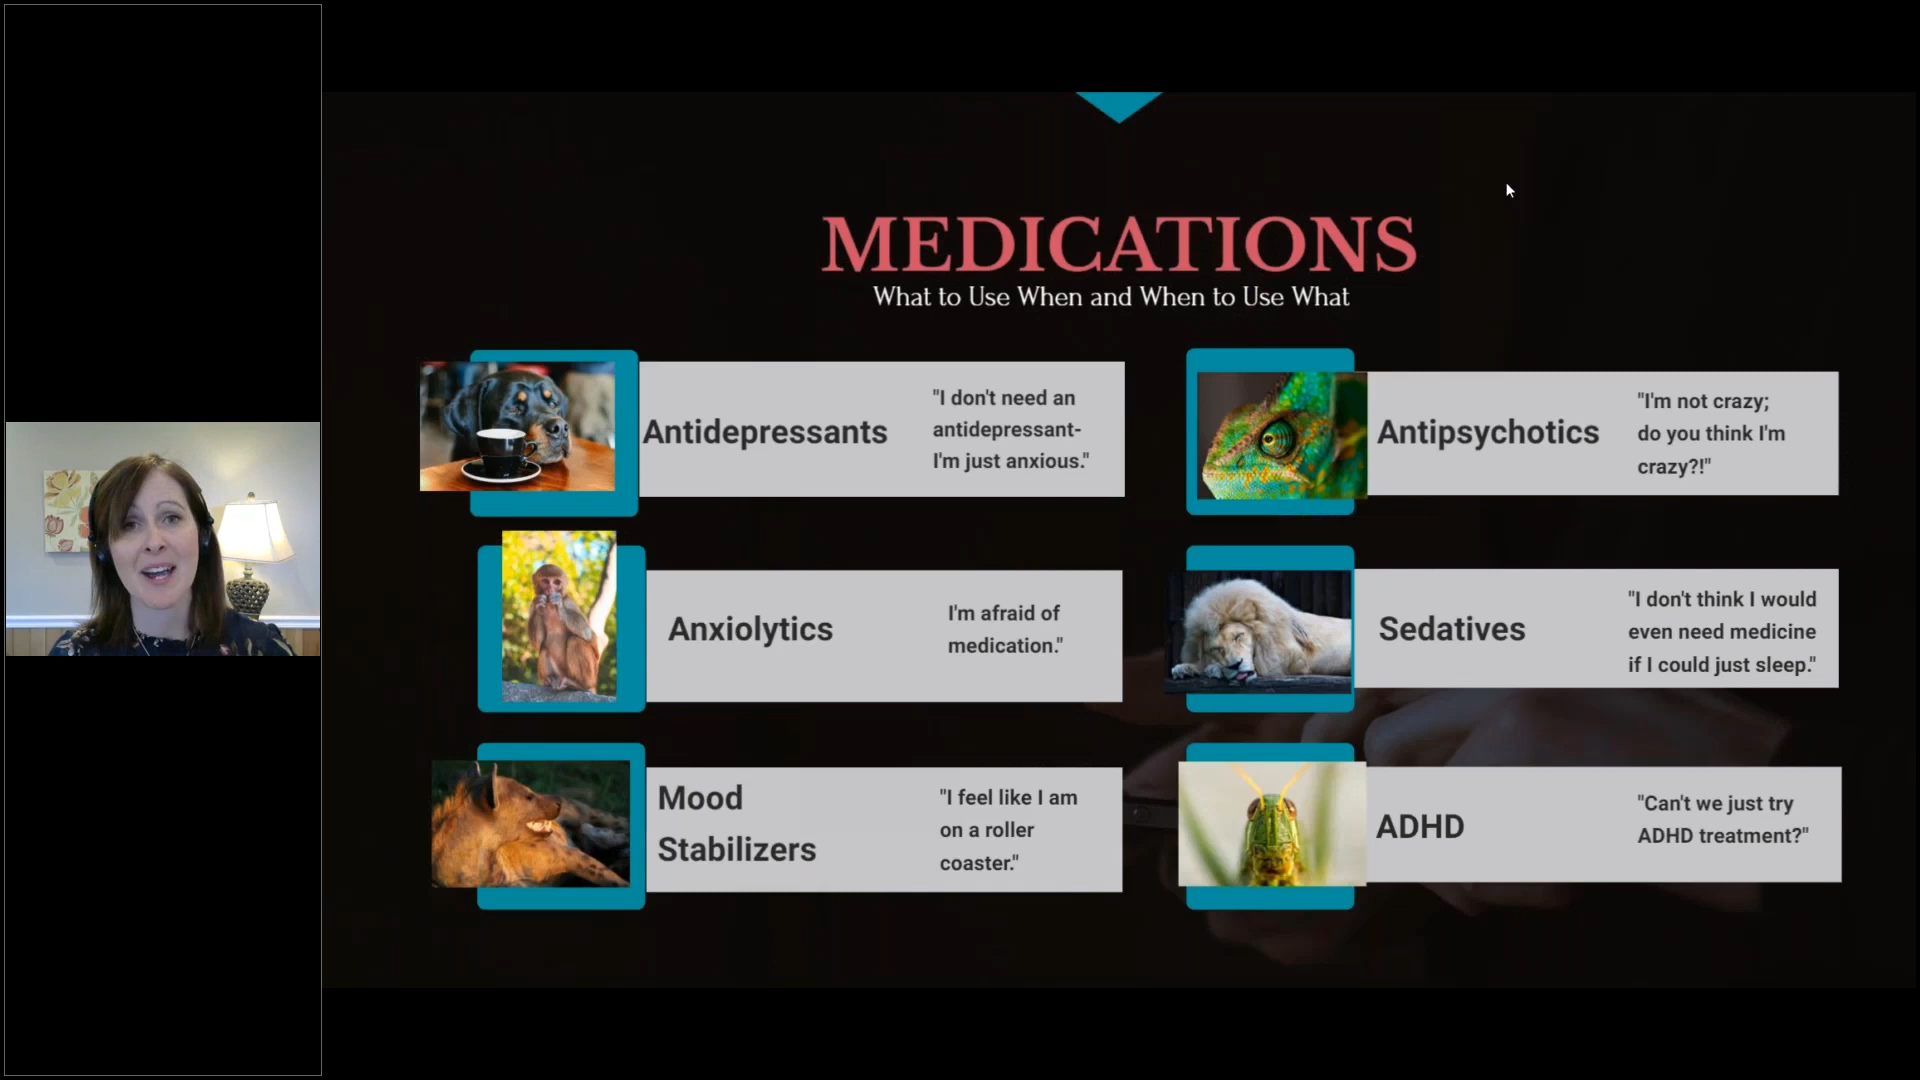 MEDICATIONS
What to Use When and When to Use What
Antidepressants
"I don't need an
antidepressant-
I'm just anxious."
Antipsychotics
"I'm not crazy;
do you think I'm
crazy?!"
Anxiolytics
I'm afraid of
medication."
Sedatives
"I don't think I would
even need medicine
if I could just sleep."
Mood
Stabilizers
"I feel like I am
on a roller
coaster."
ADHD
"Can't we just try
ADHD treatment?"